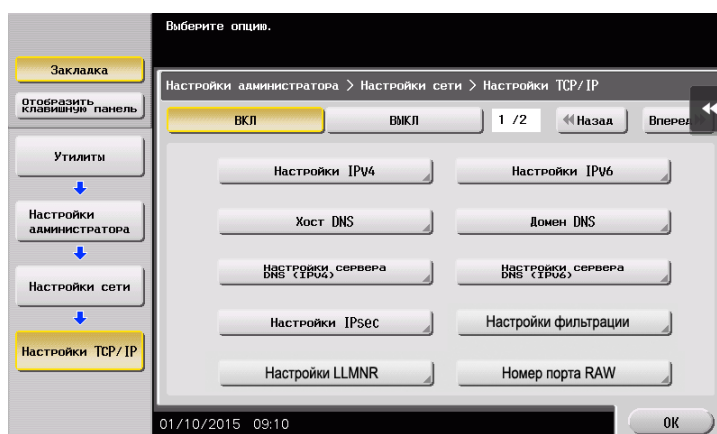 Выберите опцию.
Закладка
Отобразить
клавишную панель
Утилиты
Настройки
администратора
Настройки сети
Настройки TCP/IP
Настройки администратора > Настройки сети > Настройки TCP/IP
ВКЛ ВЫКЛ 1 /2 Назад Вперед
Настройки IPv4 Настройки IPv6
Хост DNS Домен DNS
Настройки сервера
DNS (IPv4)
Настройки сервера
DNS (IPv6)
Настройки IPsec Настройки фильтрации
Настройки LLMNR Номер порта RAW
01/10/2015 09:10
OK